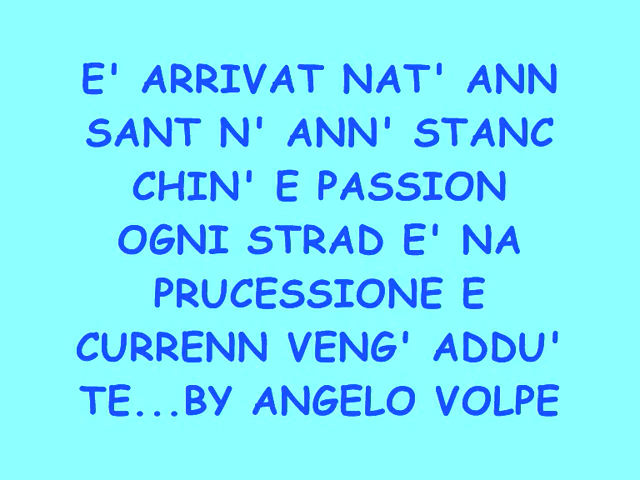 E' ARRIVAT NAT' ANN
SANT N' ANN' STANC
CHIN' E PASSION
OGNI STRAD E' NA
PRUCESSIONE E
CURRENN VENG' ADDU'
TE...BY ANGELO VOLPE